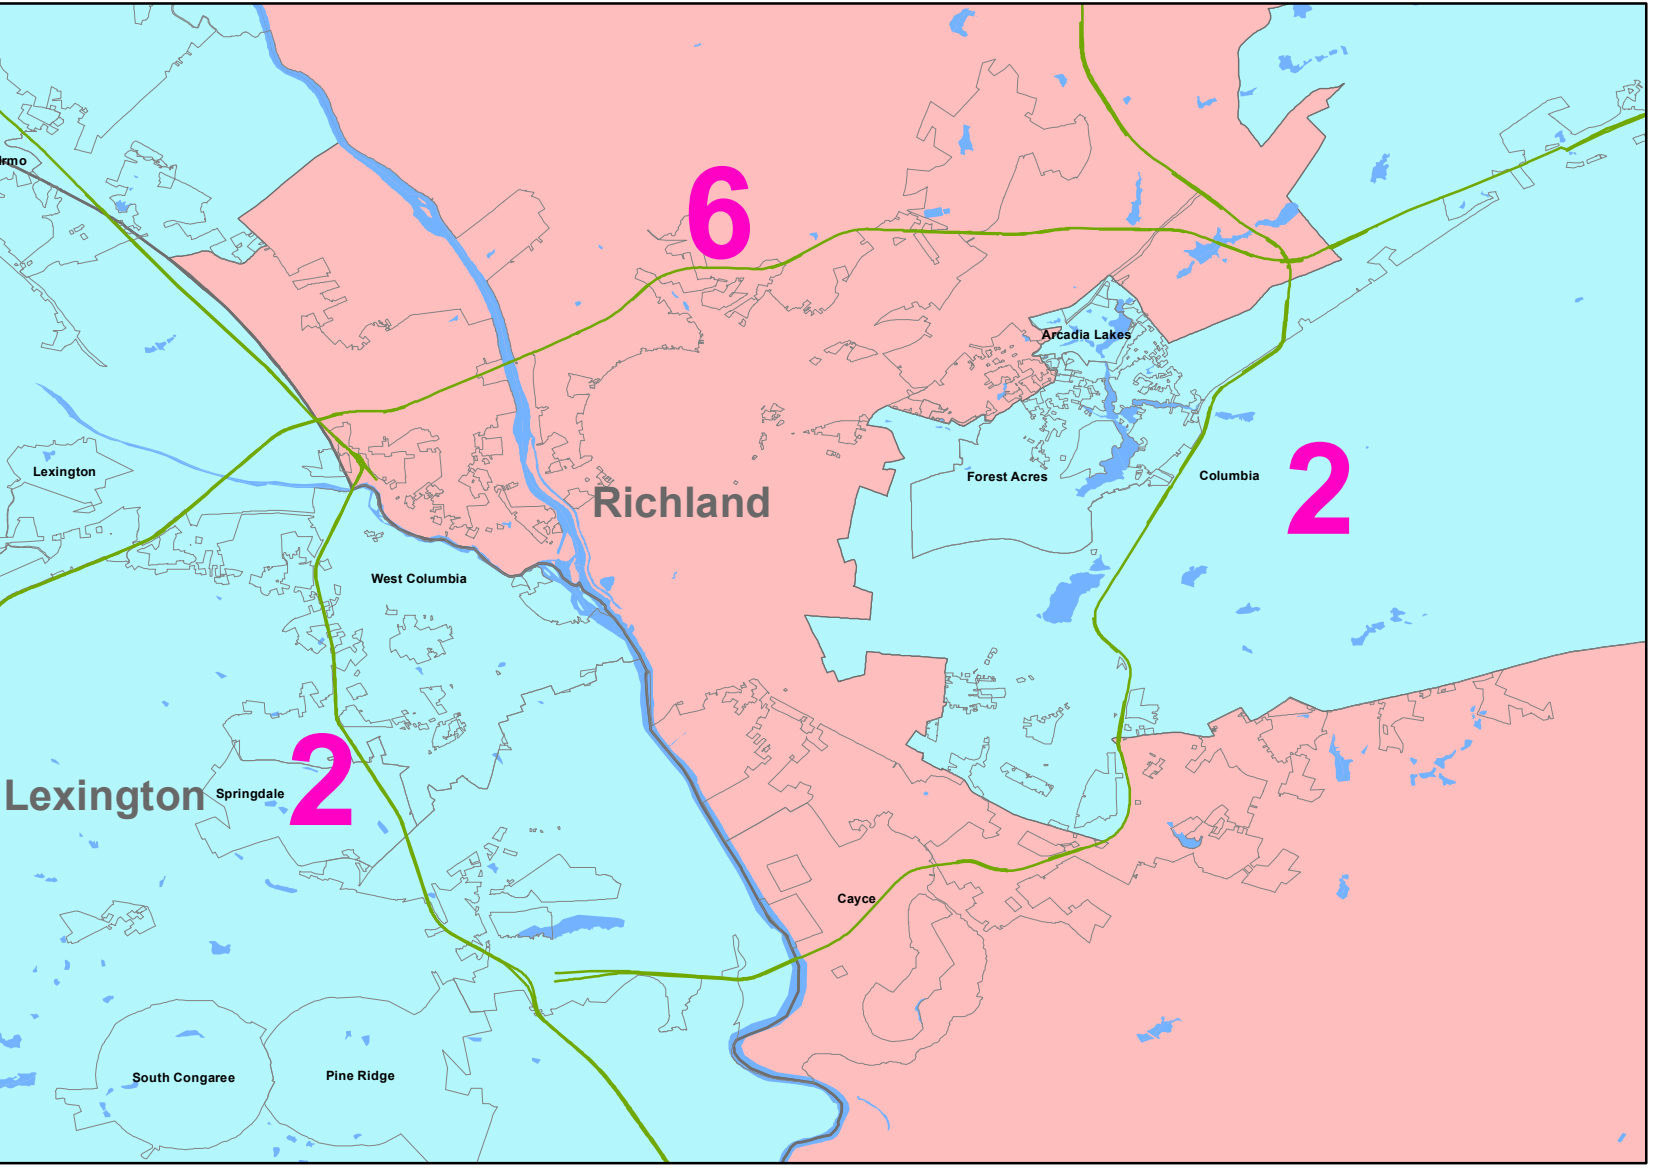 Irmo
6
Arcadia Lakes
Lexington
Forest Acres
Columbia
2
Richland
West Columbia
Lexington
Springdale
2
Cayce
South Congaree
Pine Ridge